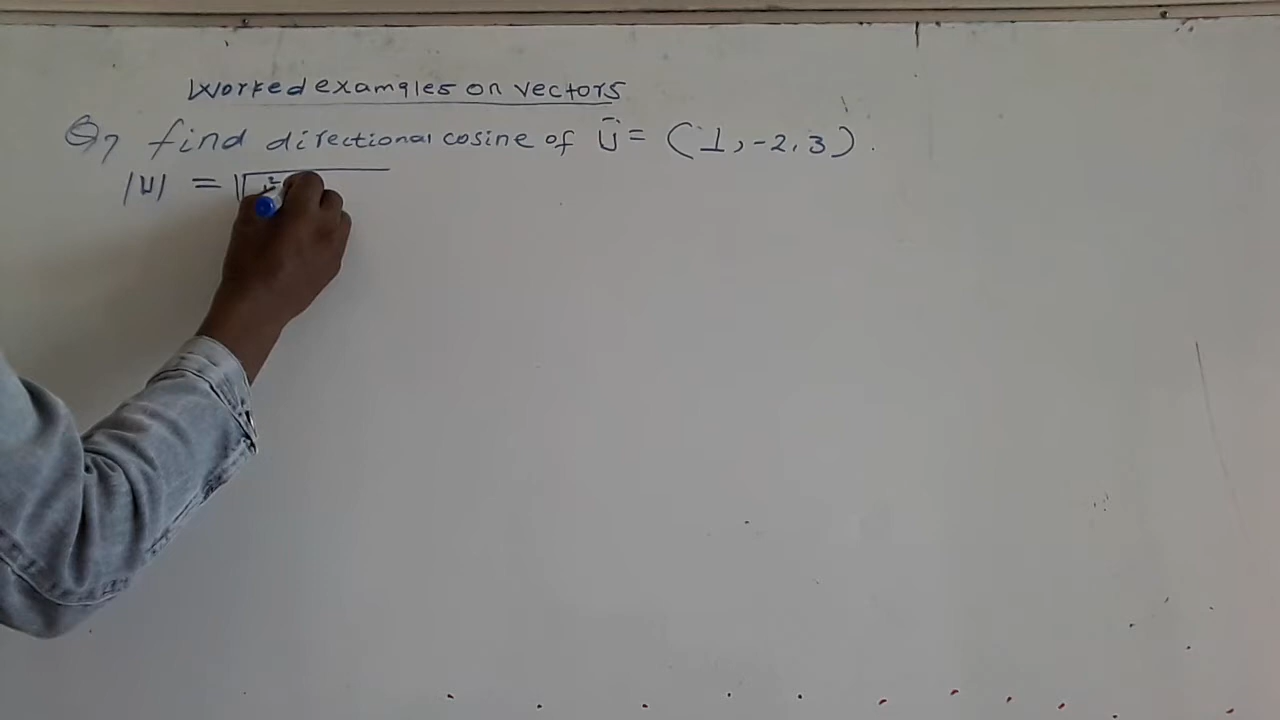 Worked examples on vectors
Q7 find directional cosine of Ū = (1, -2, 3).
|U| = √